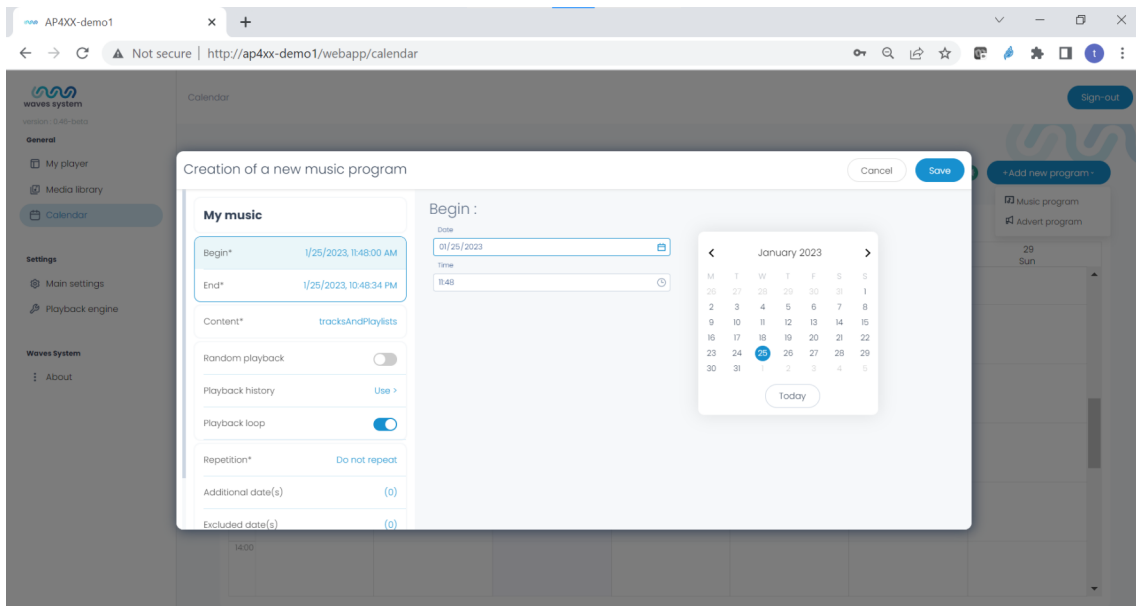 AP4XX-demo1
Not secure | http://ap4xx-demo1/webapp/calendar
t
waves system
version : 0.46-beta
Calendar
Sign-out
General
My player
Media library
Calendar
Settings
Main settings
Playback engine
Waves System
About
+Add new program
Music program
Advert program
29
Sun
Creation of a new music program
Cancel
Save
My music
Begin* 1/25/2023, 11:48:00 AM
End* 1/25/2023, 10:48:34 PM
Content* tracksAndPlaylists
Random playback
Playback history Use >
Playback loop
Repetition* Do not repeat
Additional date(s) (0)
Excluded date(s) (0)
Begin :
Date
01/25/2023
Time
11:48
January 2023
M T W T F S S
26 27 28 29 30 31 1
2 3 4 5 6 7 8
9 10 11 12 13 14 15
16 17 18 19 20 21 22
23 24 25 26 27 28 29
30 31 1 2 3 4 5
Today
14:00